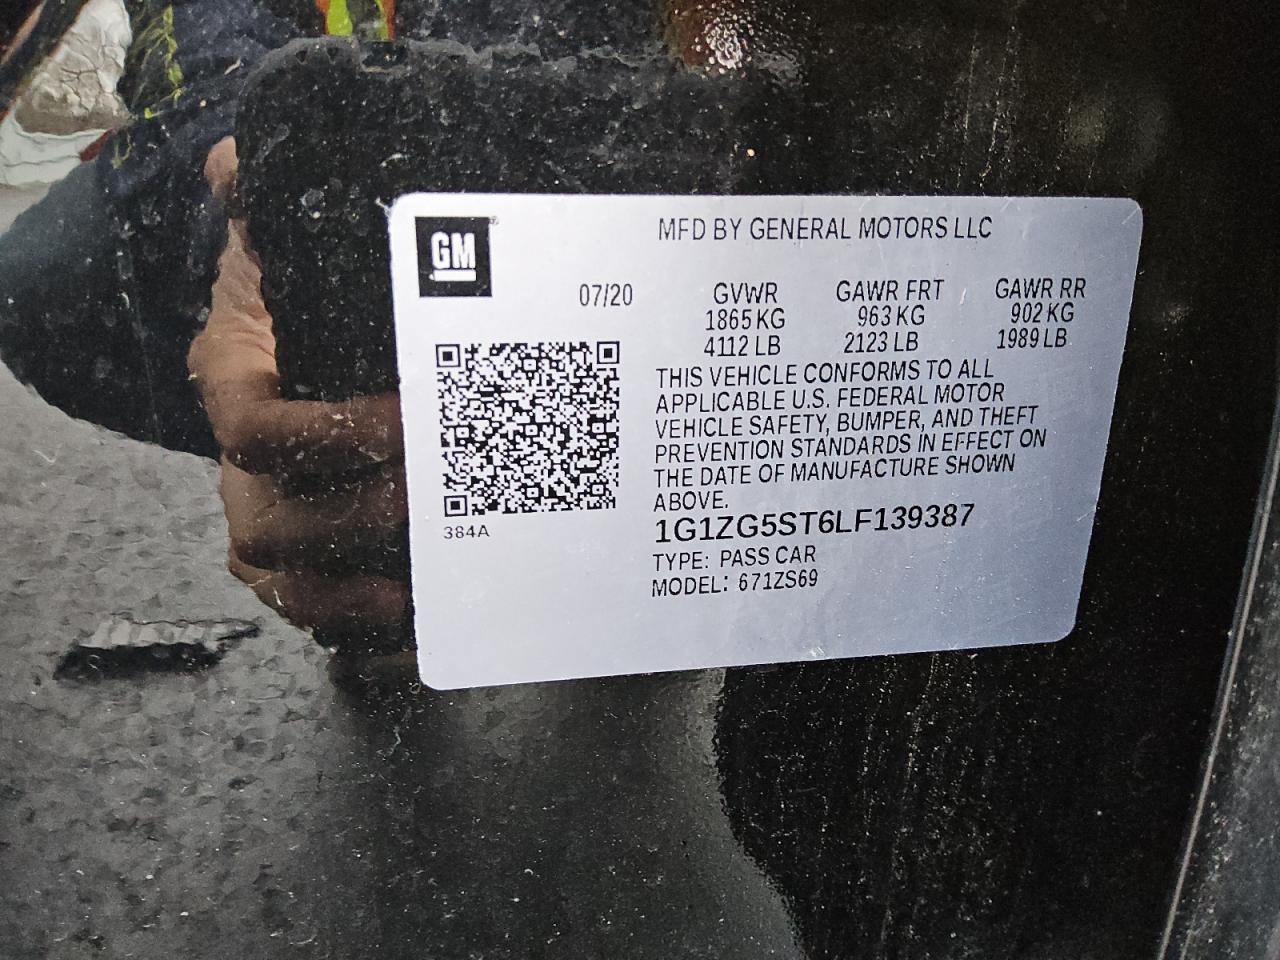 GM
MFD BY GENERAL MOTORS LLC
07/20 GVWR GAWR FRT GAWR RR
1865 KG 963 KG 902 KG
4112 LB 2123 LB 1989 LB
THIS VEHICLE CONFORMS TO ALL
APPLICABLE U.S. FEDERAL MOTOR
VEHICLE SAFETY, BUMPER, AND THEFT
PREVENTION STANDARDS IN EFFECT ON
THE DATE OF MANUFACTURE SHOWN
ABOVE.
384A
1G1ZG5ST6LF139387
TYPE: PASS CAR
MODEL: 671ZS69